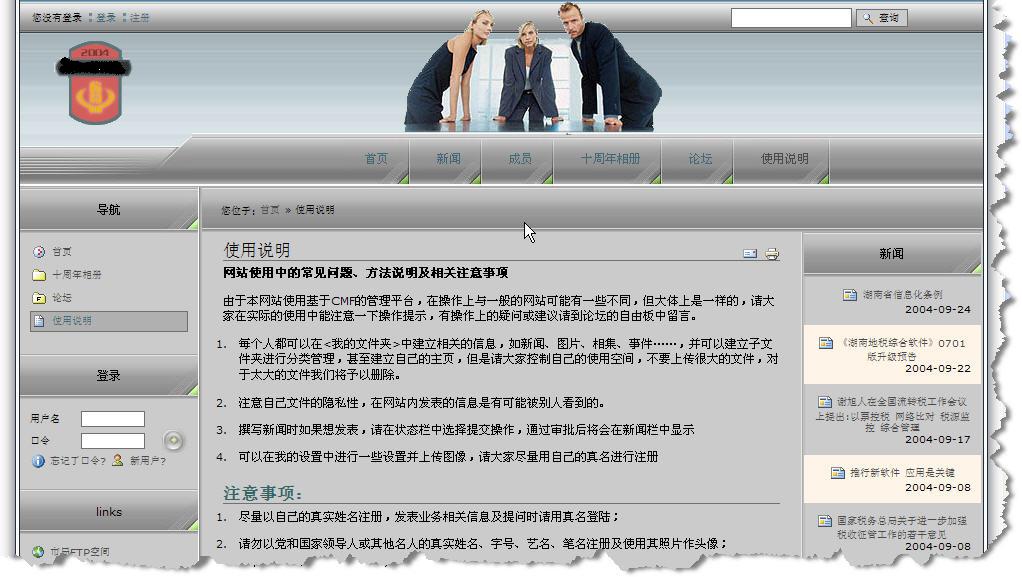 您没有登录 登录 注册
查询
2004
首页 新闻 成员 十周年相册 论坛 使用说明
导航
首页
十周年相册
论坛
使用说明
登录
用户名
口令
忘记了口令? 新用户?
links
市局FTP空间
您位于: 首页 » 使用说明
使用说明
网站使用中的常见问题、方法说明及相关注意事项
由于本网站使用基于CMF的管理平台，在操作上与一般的网站可能有一些不同，但大体上是一样的，请大
家在实际的使用中能注意一下操作提示，有操作上的疑问或建议请到论坛的自由板中留言。
1. 每个人都可以在<我的文件夹>中建立相关的信息，如新闻、图片、相集、事件……，并可以建立子文
件夹进行分类管理，甚至建立自己的主页，但是请大家控制自己的使用空间，不要上传很大的文件，对
于太大的文件我们将予以删除。
2. 注意自己文件的隐私性，在网站内发表的信息是有可能被别人看到的。
3. 撰写新闻时如果想发表，请在状态栏中选择提交操作，通过审批后将会在新闻栏中显示
4. 可以在我的设置中进行一些设置并上传图像，请大家尽量用自己的真名进行注册
注意事项:
1. 尽量以自己的真实姓名注册，发表业务相关信息及提问时请用真名登陆；
2. 请勿以党和国家领导人或其他名人的真实姓名、字号、艺名、笔名注册及使用其照片作头像；
新闻
湖南省信息化条例
2004-09-24
《湖南地税综合软件》0701
版升级预告
2004-09-22
谢旭人在全国流转税工作会议
上提出:以票控税 网络比对 税源监
控 综合管理
2004-09-17
推行新软件 应用是关键
2004-09-08
国家税务总局关于进一步加强
税收征管工作的若干意见
2004-09-08